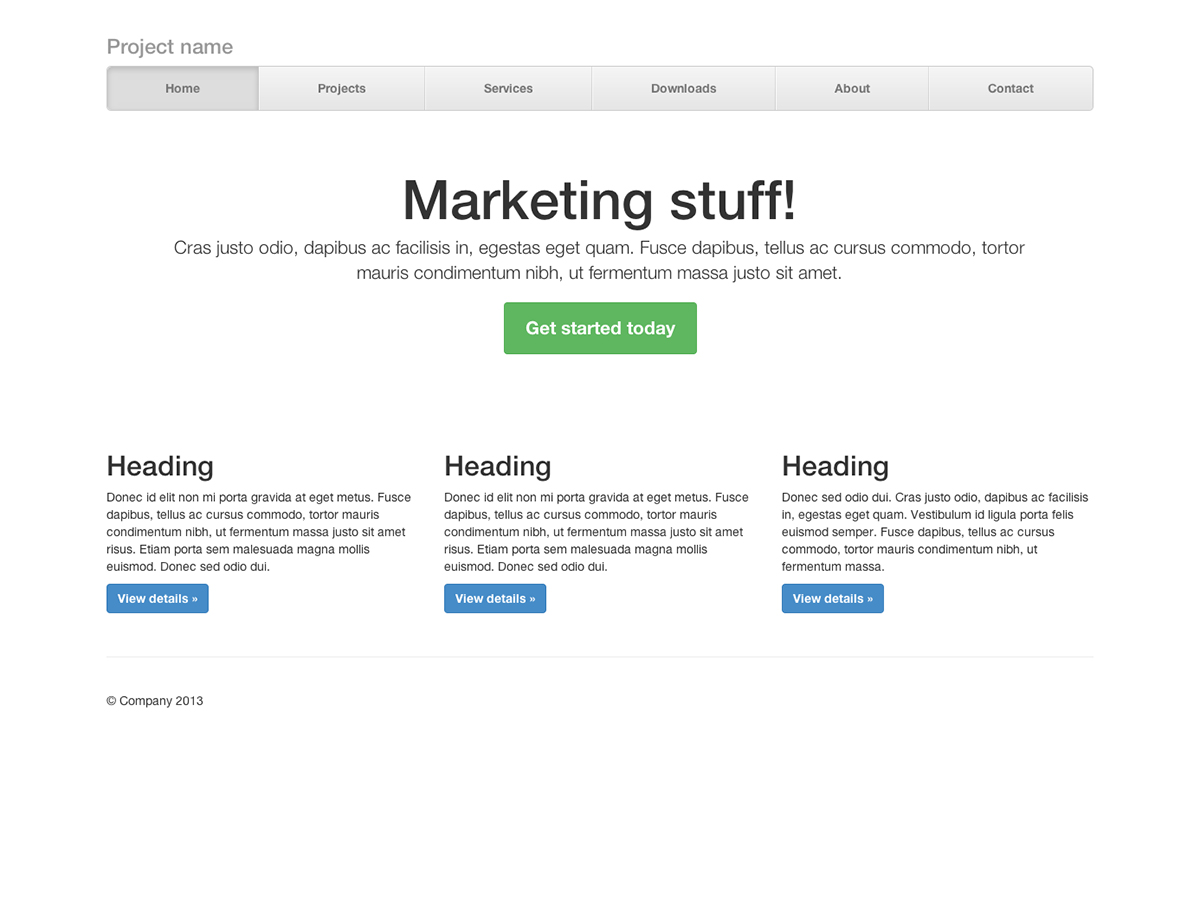 Project name
Home Projects Services Downloads About Contact
Marketing stuff!
Cras justo odio, dapibus ac facilisis in, egestas eget quam. Fusce dapibus, tellus ac cursus commodo, tortor
mauris condimentum nibh, ut fermentum massa justo sit amet.
Get started today
Heading
Donec id elit non mi porta gravida at eget metus. Fusce
dapibus, tellus ac cursus commodo, tortor mauris
condimentum nibh, ut fermentum massa justo sit amet
risus. Etiam porta sem malesuada magna mollis
euismod. Donec sed odio dui.
View details »
Heading
Donec id elit non mi porta gravida at eget metus. Fusce
dapibus, tellus ac cursus commodo, tortor mauris
condimentum nibh, ut fermentum massa justo sit amet
risus. Etiam porta sem malesuada magna mollis
euismod. Donec sed odio dui.
View details »
Heading
Donec sed odio dui. Cras justo odio, dapibus ac facilisis
in, egestas eget quam. Vestibulum id ligula porta felis
euismod semper. Fusce dapibus, tellus ac cursus
commodo, tortor mauris condimentum nibh, ut
fermentum massa.
View details »
© Company 2013